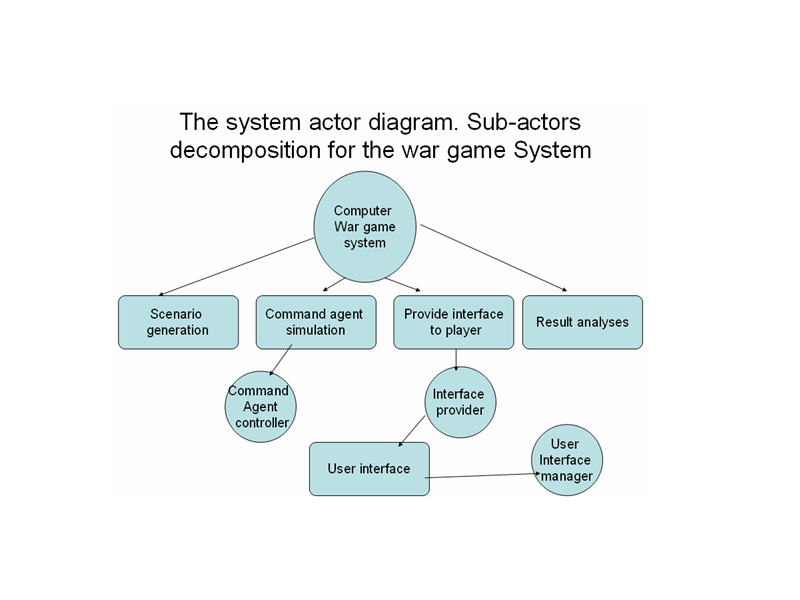 The system actor diagram. Sub-actors
decomposition for the war game System
Computer
War game
system
Scenario
generation
Command agent
simulation
Provide interface
to player
Result analyses
Command
Agent
controller
Interface
provider
User interface
User
Interface
manager